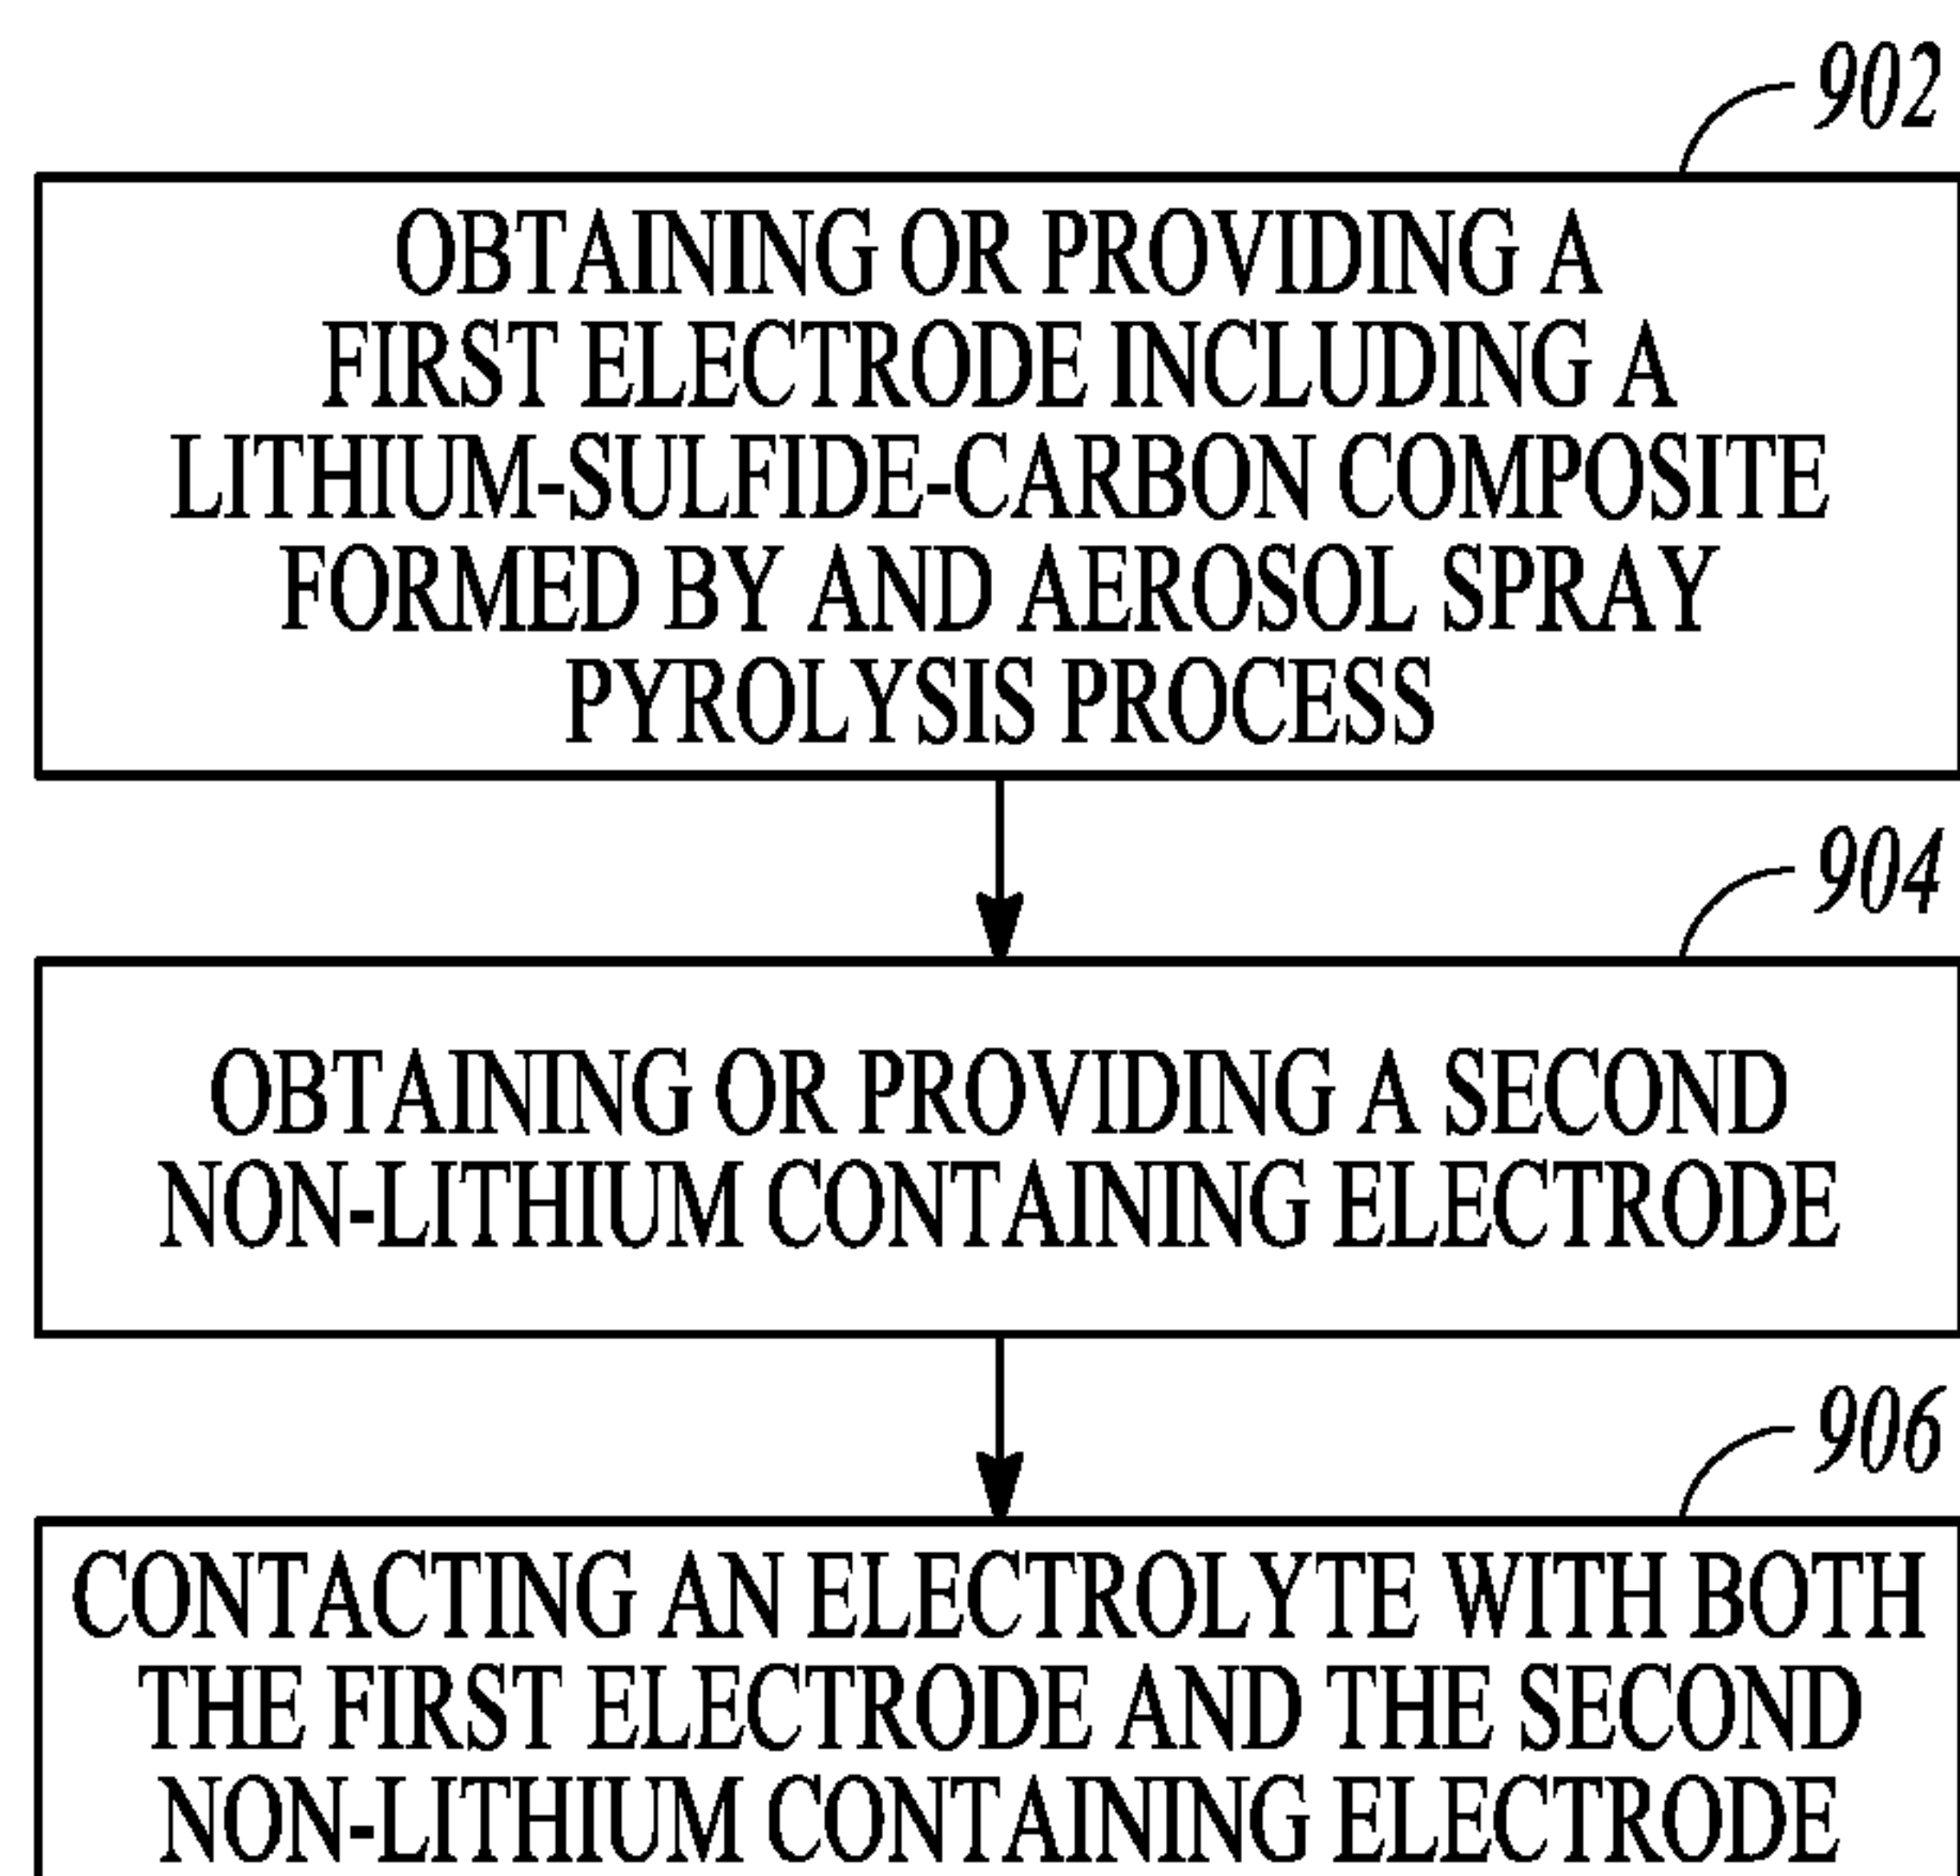 902
OBTAINING OR PROVIDING A
FIRST ELECTRODE INCLUDING A
LITHIUM-SULFIDE-CARBON COMPOSITE
FORMED BY AND AEROSOL SPRAY
PYROLYSIS PROCESS
904
OBTAINING OR PROVIDING A SECOND
NON-LITHIUM CONTAINING ELECTRODE
906
CONTACTING AN ELECTROLYTE WITH BOTH
THE FIRST ELECTRODE AND THE SECOND
NON-LITHIUM CONTAINING ELECTRODE